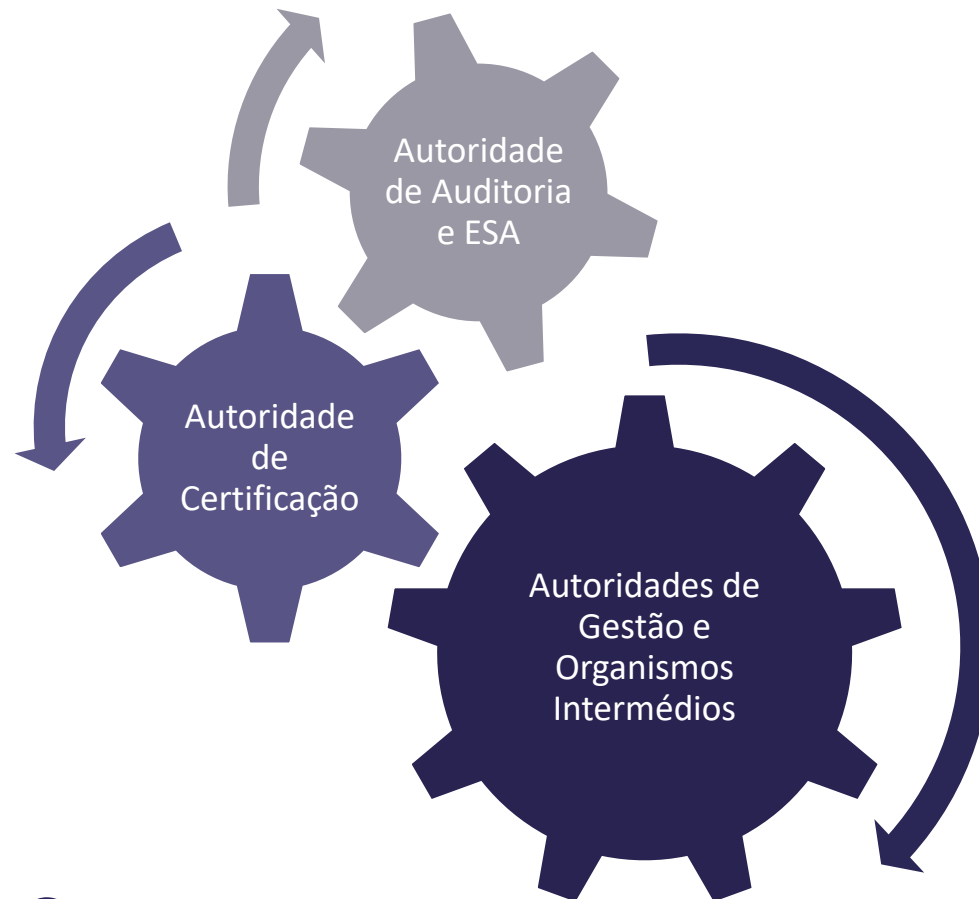 Autoridade
de Auditoria
e ESA
Autoridade
de
Certificação
Autoridades de
Gestão e
Organismos
Intermédios